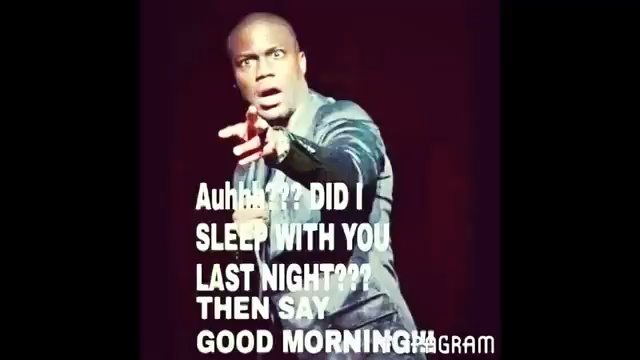 Auhhh??? DID I
SLEEP WITH YOU
LAST NIGHT???
THEN SAY
GOOD MORNING!!!